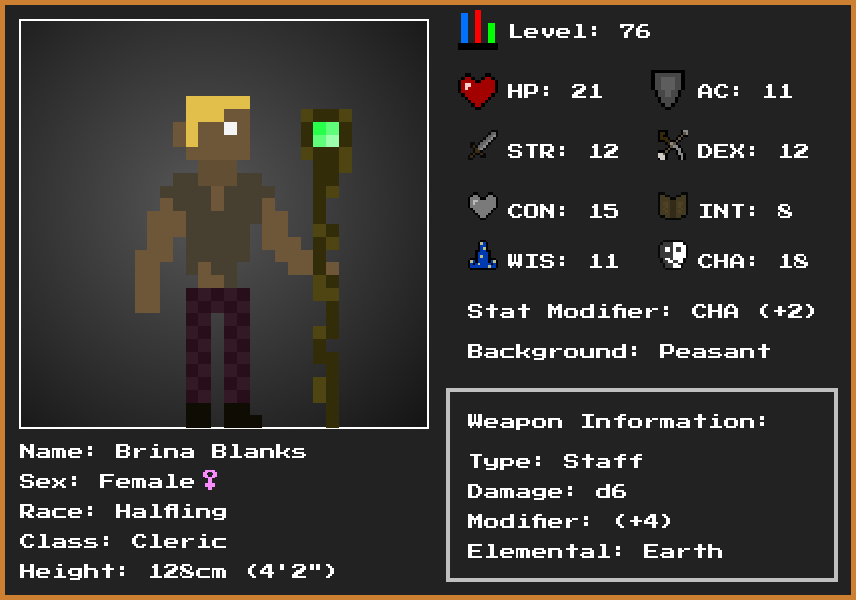 Level: 76
HP: 21 AC: 11
STR: 12 DEX: 12
CON: 15 INT: 8
WIS: 11 CHA: 18
Stat Modifier: CHA (+2)
Background: Peasant
Weapon Information:
Type: Staff
Damage: d6
Modifier: (+4)
Elemental: Earth
Name: Brina Blanks
Sex: Female♀
Race: Halfling
Class: Cleric
Height: 128cm (4'2")